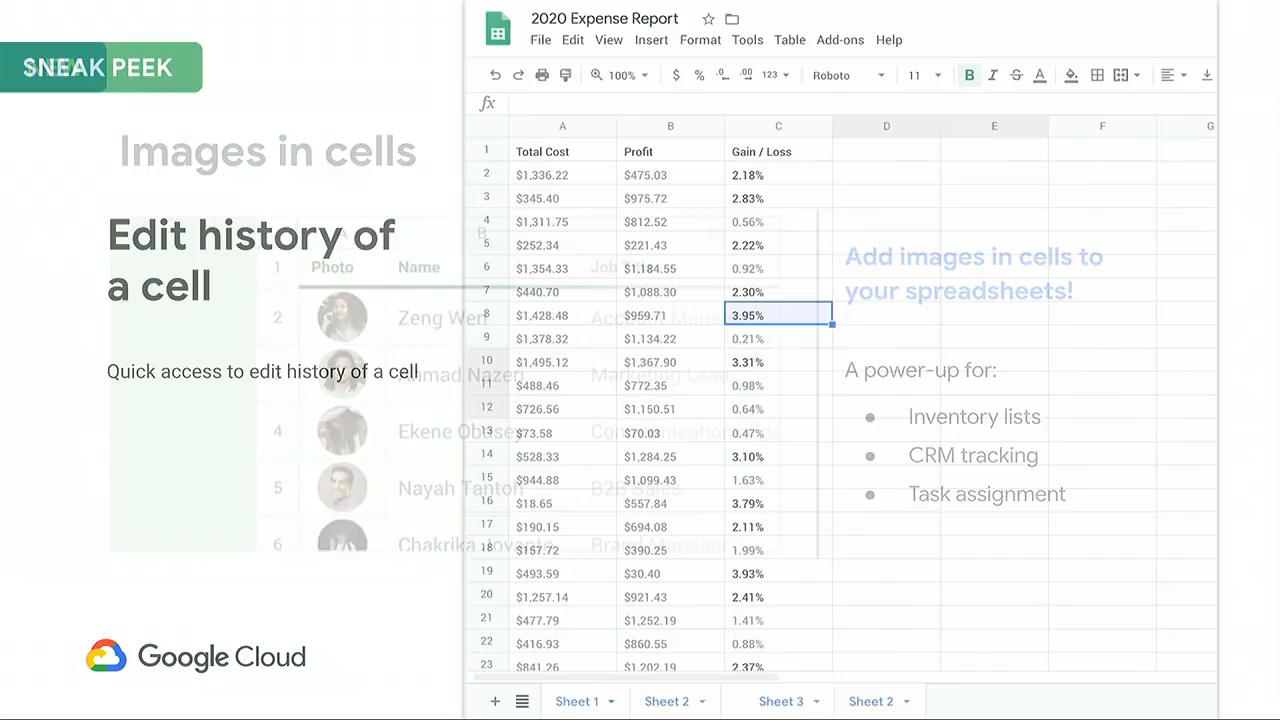 SNEAK PEEK
Images in cells
Edit history of
a cell
Quick access to edit history of a cell
Google Cloud
2020 Expense Report
File Edit View Insert Format Tools Table Add-ons Help
100% $ % .0 .00 123 Roboto 11 B I S A
fx
A B C D E F G
1 Total Cost Profit Gain / Loss
2 $1,336.22 $475.03 2.18%
3 $345.40 $975.72 2.83%
4 $1,311.75 $812.52 0.56%
5 $252.34 $221.43 2.22%
6 $1,354.33 $1,184.55 0.92%
7 $440.70 $1,088.30 2.30%
8 $1,428.48 $959.71 3.95%
9 $1,378.32 $1,134.22 0.21%
10 $1,495.12 $1,367.90 3.31%
11 $488.46 $772.35 0.98%
12 $726.56 $1,150.51 0.64%
13 $73.58 $70.03 0.47%
14 $528.33 $1,284.25 3.10%
15 $944.88 $1,099.43 1.63%
16 $18.65 $557.84 3.79%
17 $190.15 $694.08 2.11%
18 $157.72 $390.25 1.99%
19 $493.59 $30.40 3.93%
20 $1,257.14 $921.43 2.41%
21 $477.79 $1,252.19 1.41%
22 $416.93 $860.55 0.88%
23 $841.26 $1,202.19 2.37%
Sheet 1 Sheet 2 Sheet 3 Sheet 2
B
1 Photo Name Job
2 Zeng Wen
3 Ahmad Nazeri Marketing Lead
4 Ekene Obasey
5 Nayah Tantoh B2B Sales
6 Chakrika
Add images in cells to
your spreadsheets!
A power-up for:
● Inventory lists
● CRM tracking
● Task assignment